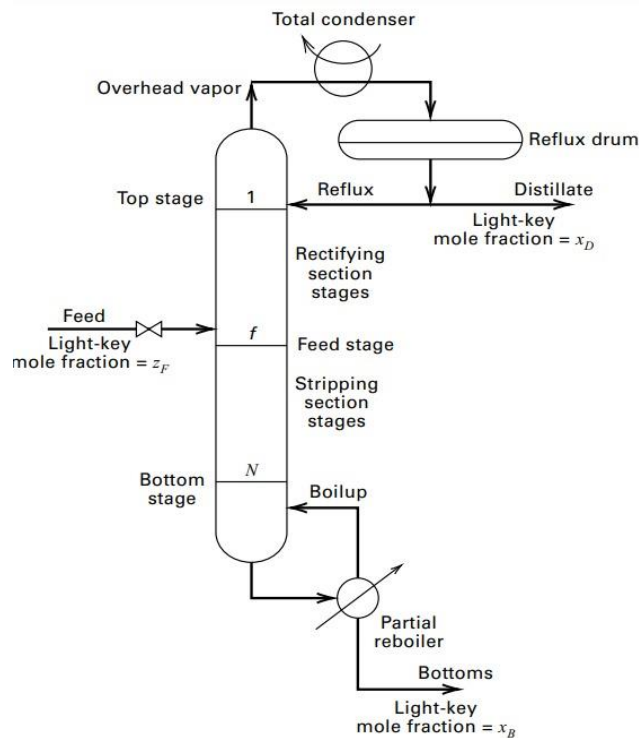 Total condenser
Overhead vapor
Reflux drum
Top stage
1
Reflux
Distillate
Light-key
mole fraction = x_D
Rectifying
section
stages
Feed
Light-key
mole fraction = z_F
f
Feed stage
Stripping
section
stages
Bottom
stage
N
Boilup
Partial
reboiler
Bottoms
Light-key
mole fraction = x_B